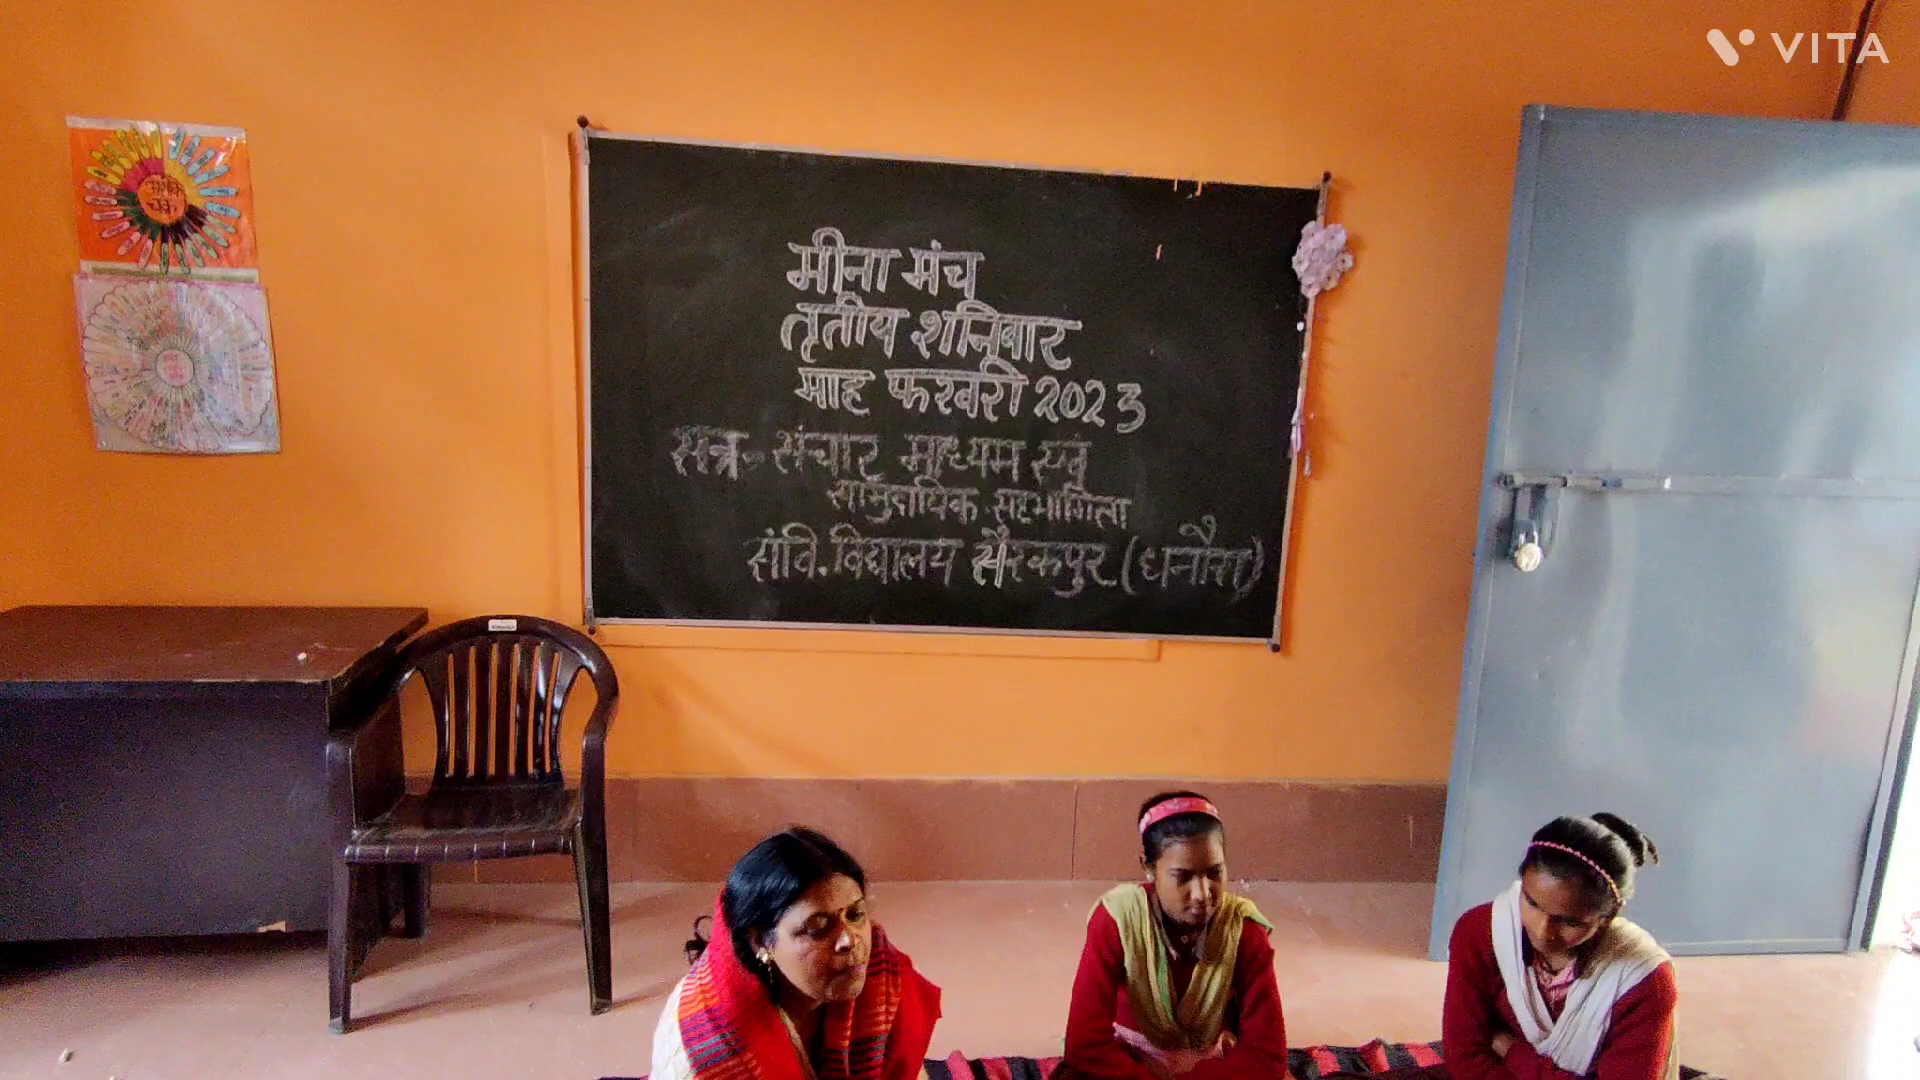 VITA
मीना मंच
तृतीय शनिवार
माह फरवरी 2023
सत्र - संचार माध्यम एवं
सामुदायिक सहभागिता
संवि. विद्यालय सैरकपुर (धनौरा)